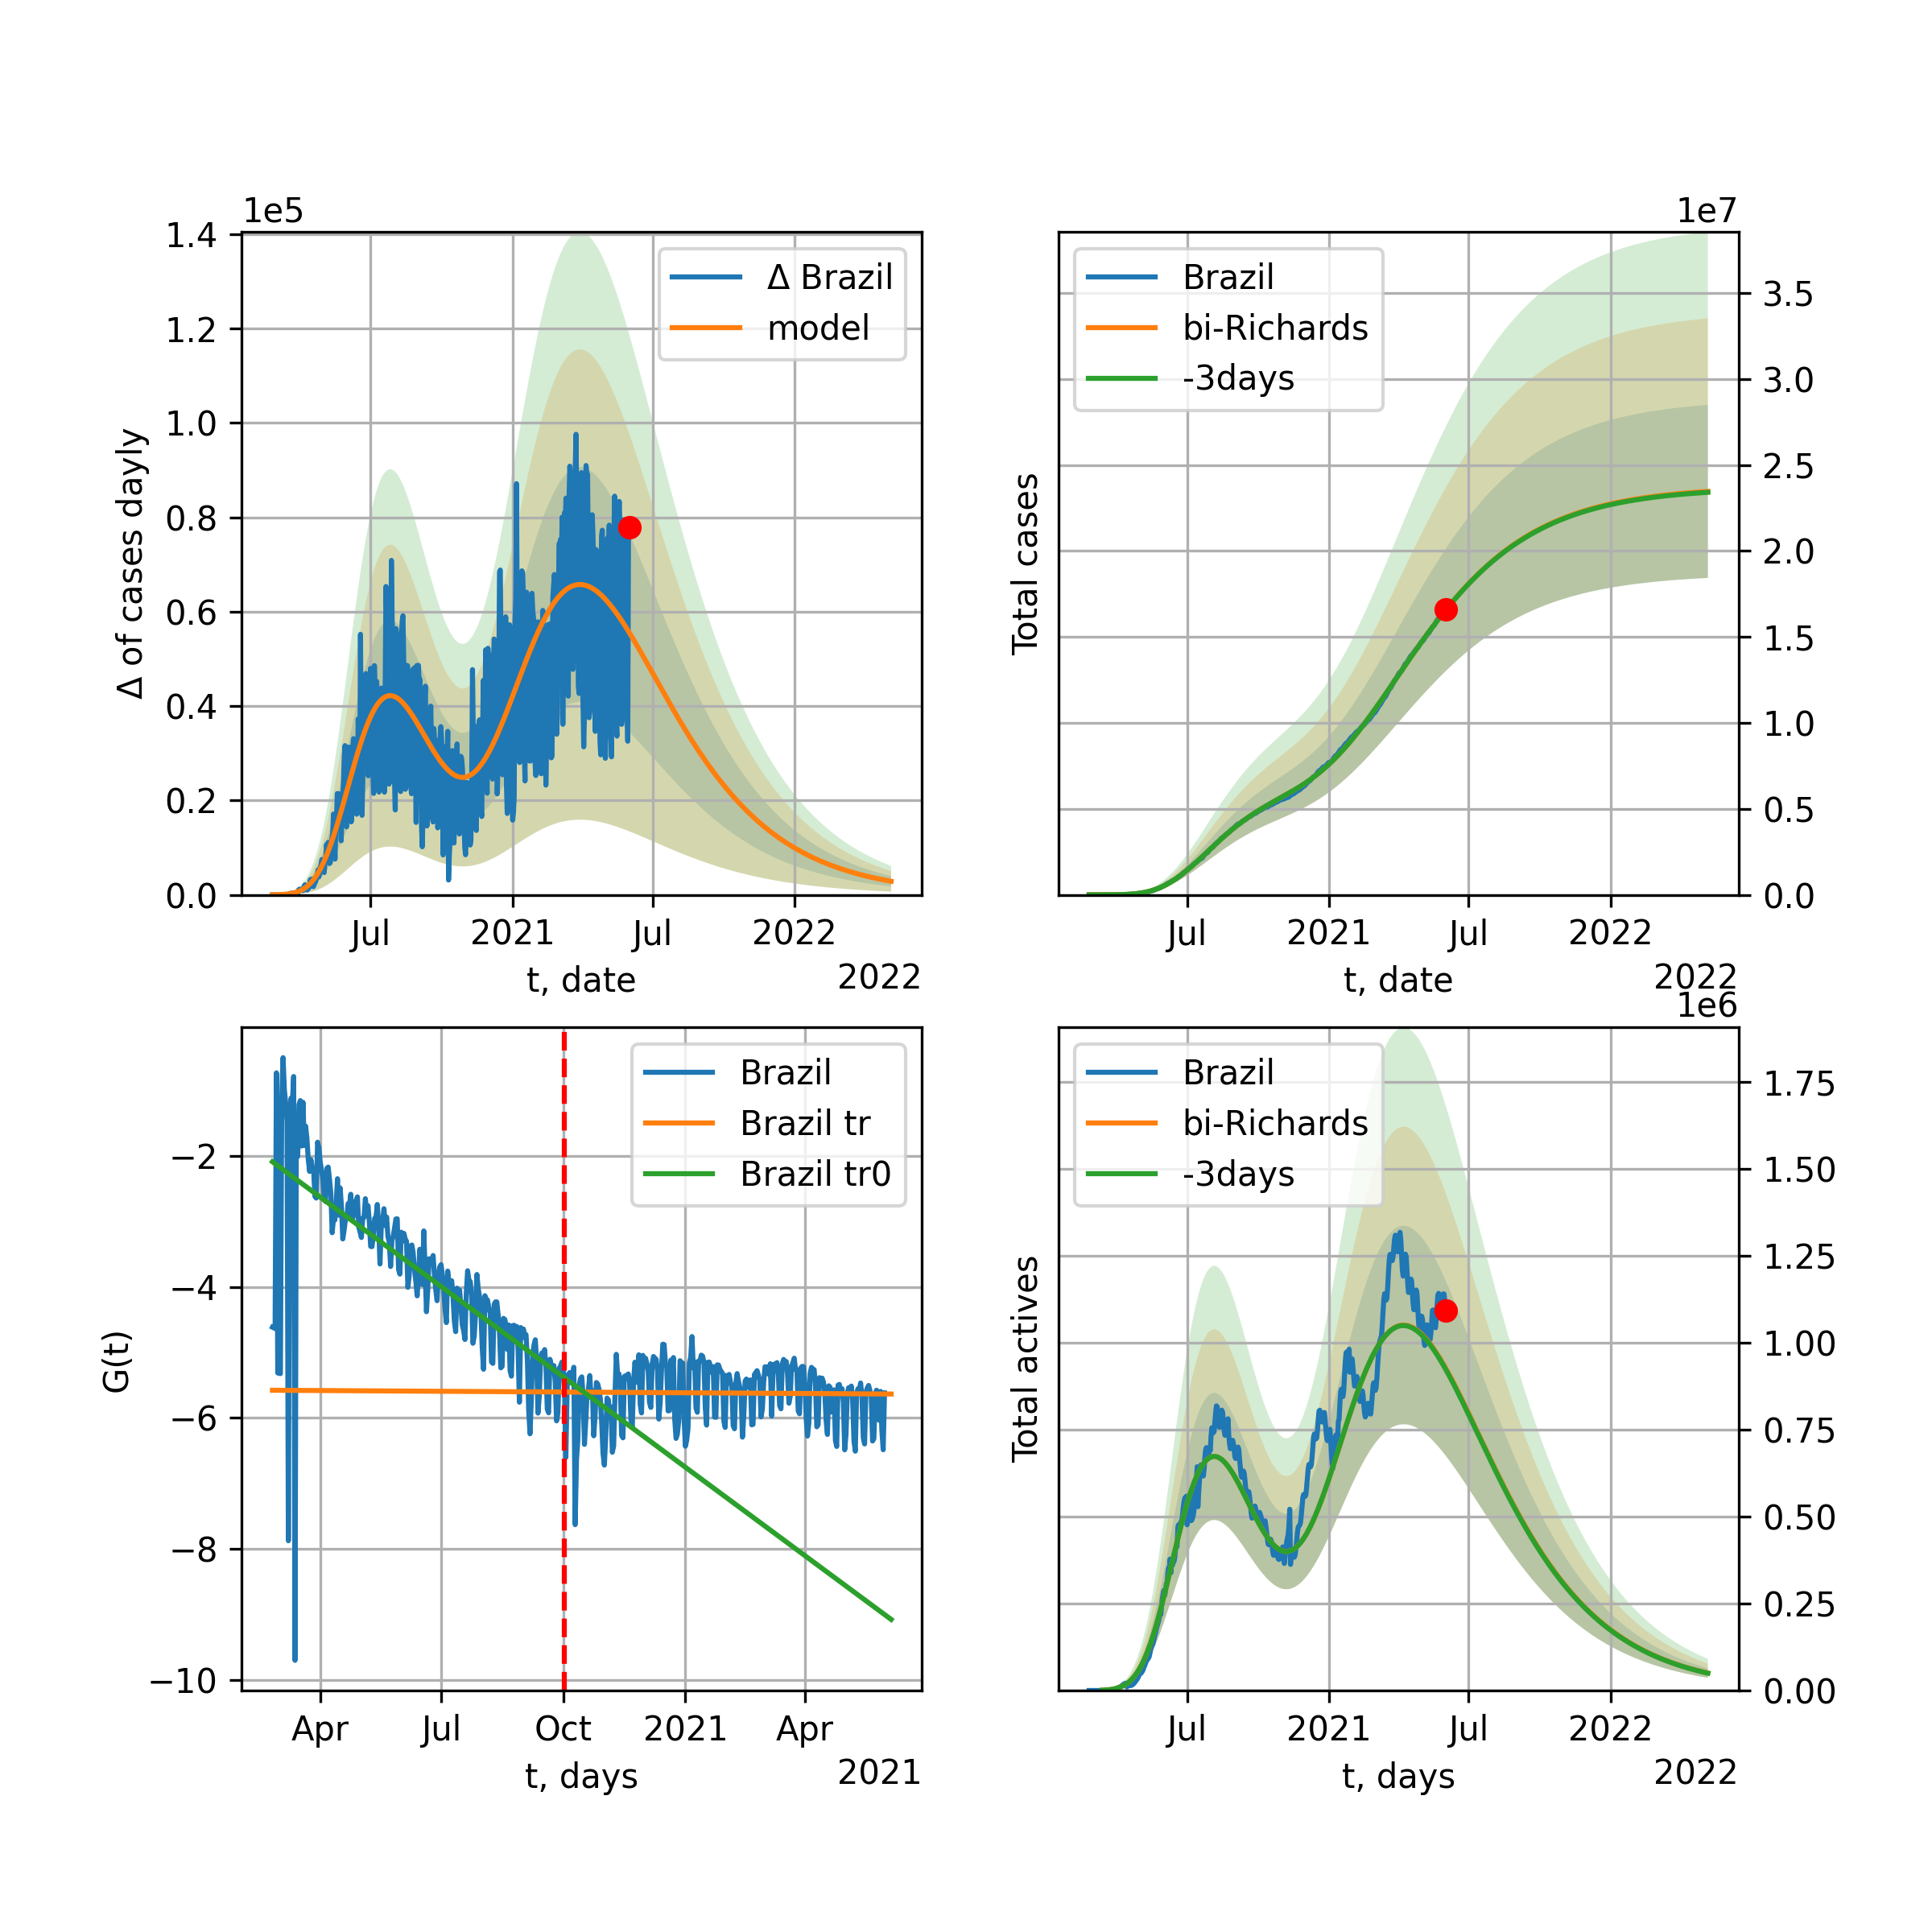 1e5
1.4
1.2
1.0
0.8
0.6
0.4
0.2
0.0
Δ of cases dayly
Δ Brazil
model
Jul
2021
Jul
2022
t, date
2022
1e7
Brazil
bi-Richards
-3days
Total cases
3.5
3.0
2.5
2.0
1.5
1.0
0.5
0.0
Jul
2021
Jul
2022
t, date
2022
−2
−4
−6
−8
−10
G(t)
Brazil
Brazil tr
Brazil tr0
Apr
Jul
Oct
2021
Apr
t, days
2021
1e6
Brazil
bi-Richards
-3days
Total actives
1.75
1.50
1.25
1.00
0.75
0.50
0.25
0.00
Jul
2021
Jul
2022
t, days
2022